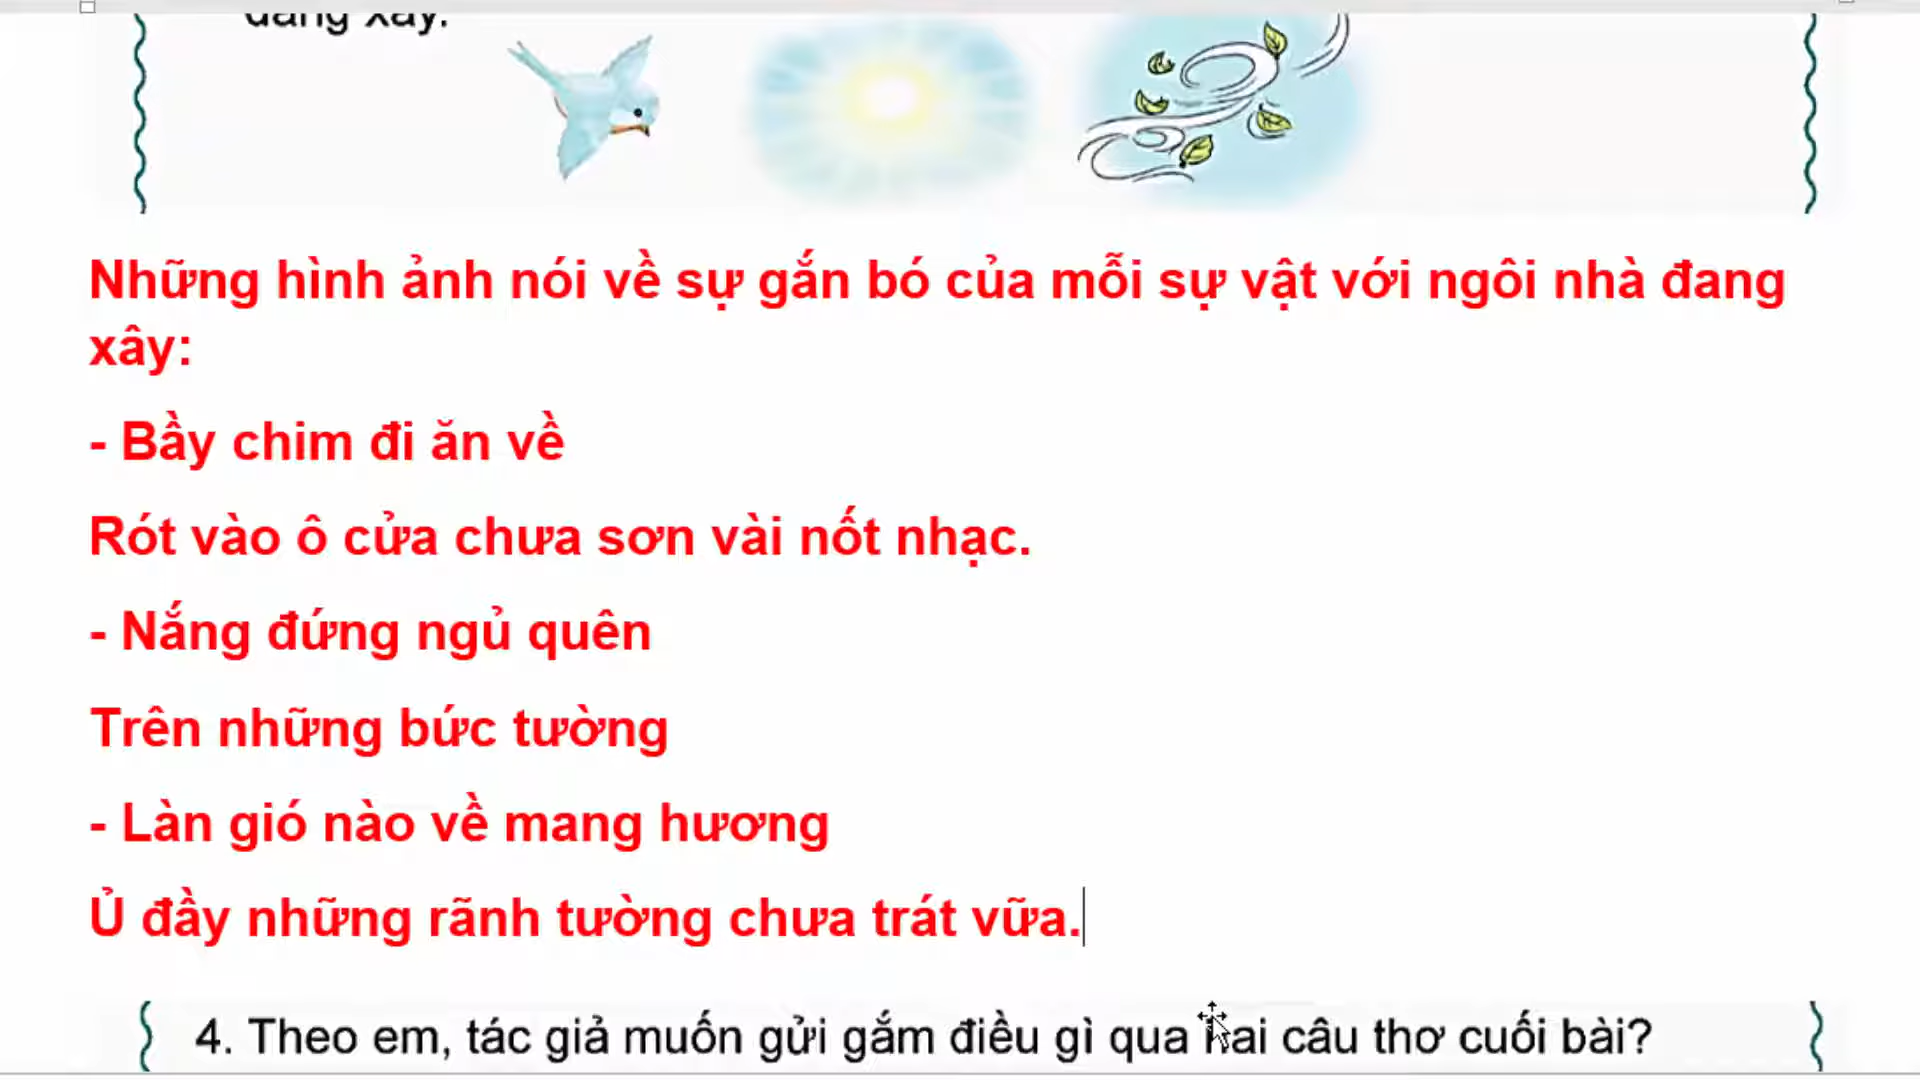 đang xây.
Những hình ảnh nói về sự gắn bó của mỗi sự vật với ngôi nhà đang
xây:
- Bầy chim đi ăn về
Rót vào ô cửa chưa sơn vài nốt nhạc.
- Nắng đứng ngủ quên
Trên những bức tường
- Làn gió nào về mang hương
Ủ đầy những rãnh tường chưa trát vữa.
4. Theo em, tác giả muốn gửi gắm điều gì qua hai câu thơ cuối bài?